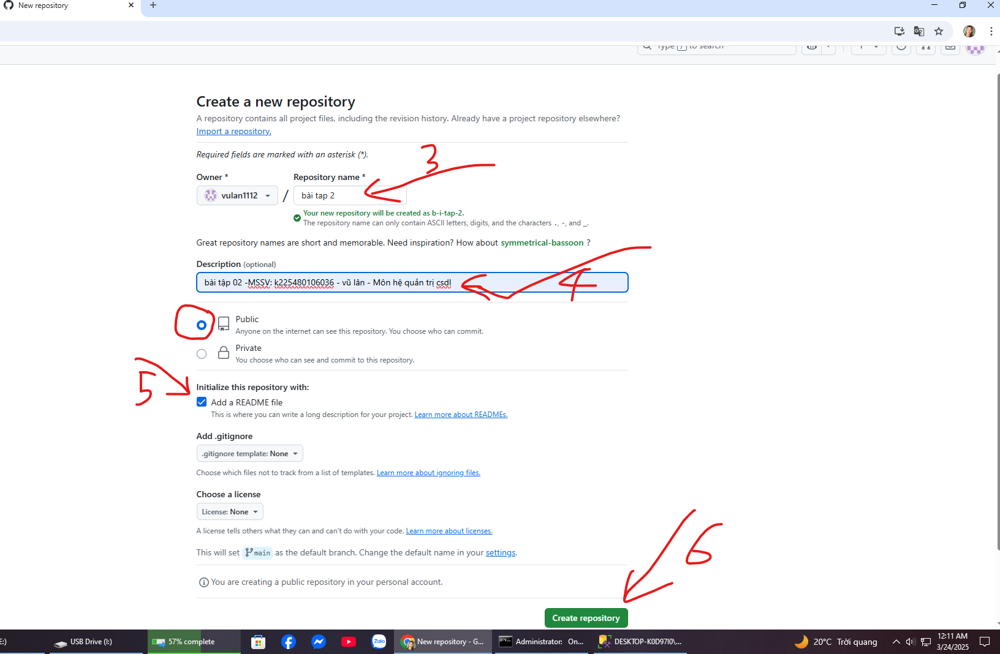 New repository
Type / to search
Create a new repository
A repository contains all project files, including the revision history. Already have a project repository elsewhere?
Import a repository.
Required fields are marked with an asterisk (*).
3
Owner *
Repository name *
vulan1112
/
bài tap 2
Your new repository will be created as b-i-tap-2.
The repository name can only contain ASCII letters, digits, and the characters ., -, and _.
Great repository names are short and memorable. Need inspiration? How about symmetrical-bassoon ?
Description (optional)
bài tập 02 -MSSV: k225480106036 - vũ lân - Môn hệ quản trị csdl
4
Public
Anyone on the internet can see this repository. You choose who can commit.
Private
You choose who can see and commit to this repository.
5
Initialize this repository with:
Add a README file
This is where you can write a long description for your project. Learn more about READMEs.
Add .gitignore
.gitignore template: None
Choose which files not to track from a list of templates. Learn more about ignoring files.
Choose a license
License: None
A license tells others what they can and can't do with your code. Learn more about licenses.
6
This will set main as the default branch. Change the default name in your settings.
You are creating a public repository in your personal account.
Create repository
E:)
USB Drive (I:)
57% complete
Zalo
New repository - G...
Administrator: On...
DESKTOP-K0D97I0\...
20°C Trời quang
12:11 AM
3/24/2025